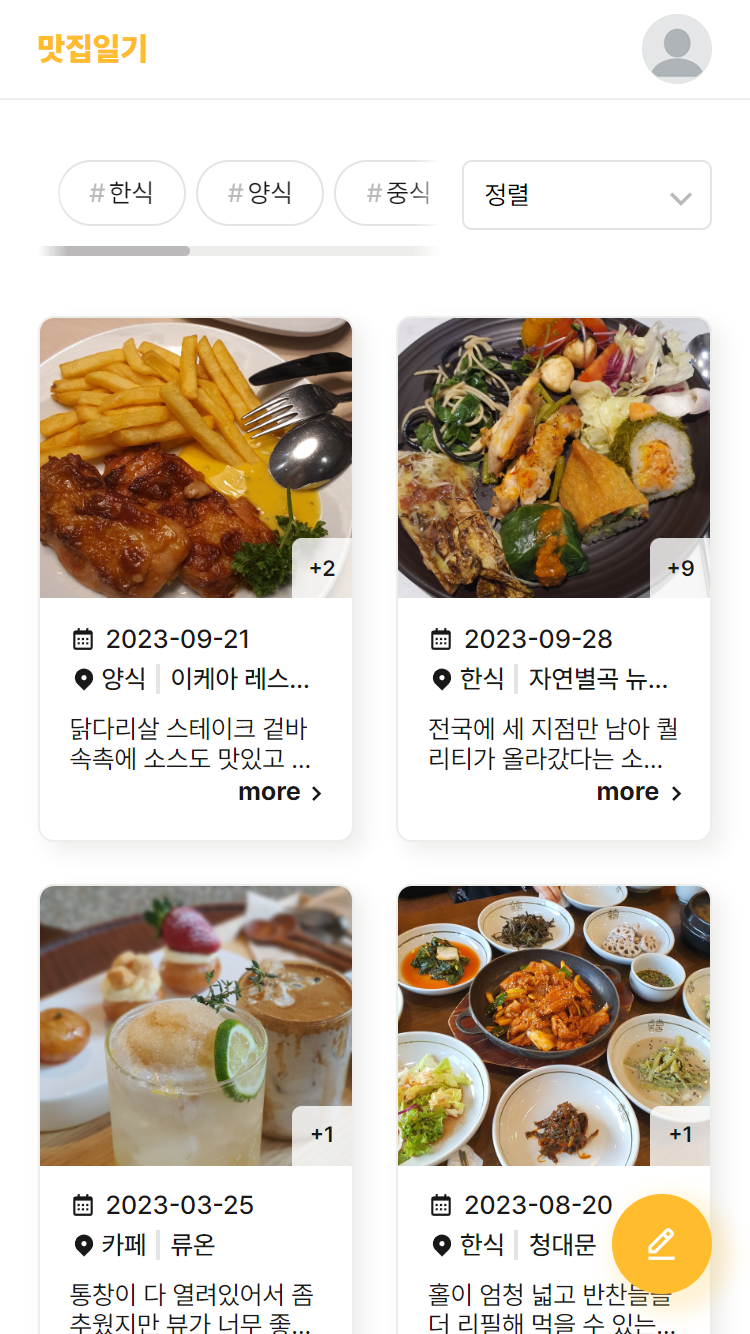 맛집일기
#한식 #양식 #중식 정렬
+2
2023-09-21
양식 이케아 레스...
닭다리살 스테이크 겉바
속촉에 소스도 맛있고 ...
more
+9
2023-09-28
한식 자연별곡 뉴...
전국에 세 지점만 남아 퀄
리티가 올라갔다는 소...
more
+1
2023-03-25
카페 류온
통창이 다 열려있어서 좀
추웠지만 뷰가 너무 좋...
+1
2023-08-20
한식 청대문
홀이 엄청 넓고 반찬들을
더 리필해 먹을 수 있는...